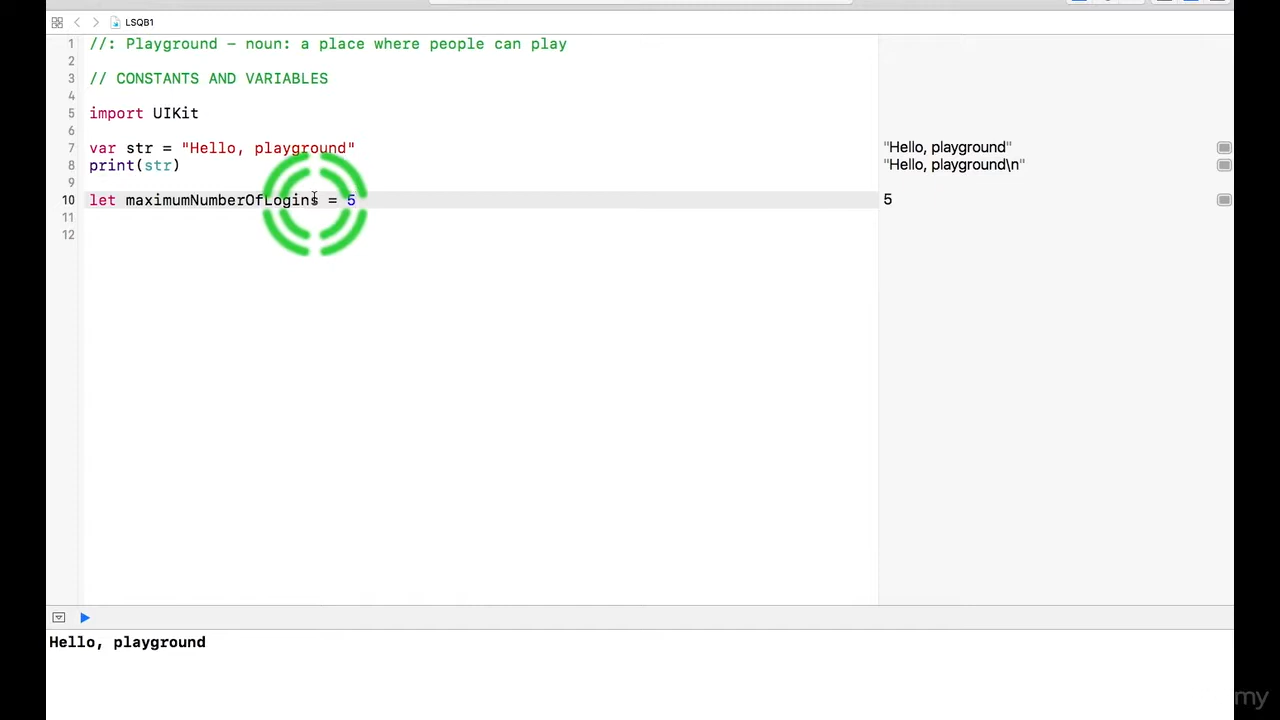 LSQB1
1 //: Playground - noun: a place where people can play
2
3 // CONSTANTS AND VARIABLES
4
5 import UIKit
6
7 var str = "Hello, playground" "Hello, playground"
8 print(str) "Hello, playground\n"
9
10 let maximumNumberOfLogins = 5 5
11
12
Hello, playground
my